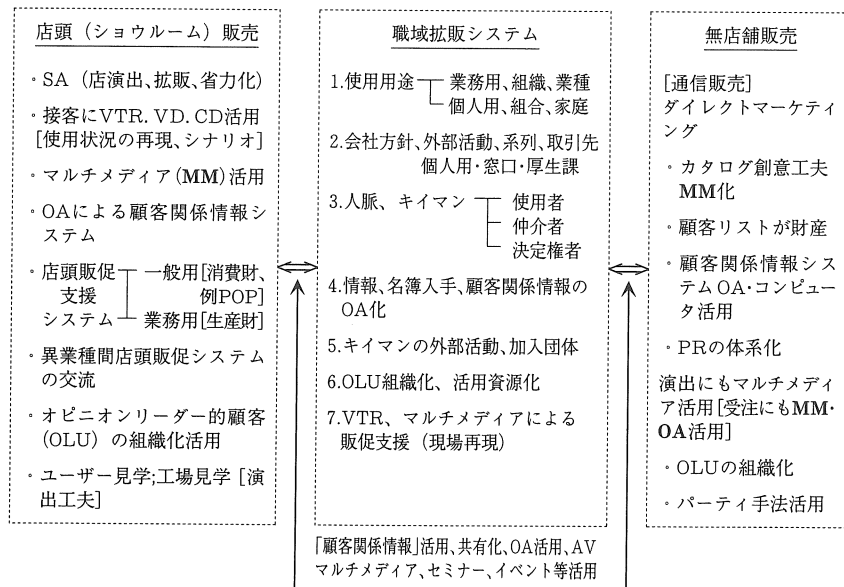 店頭（ショウルーム）販売
・SA（店演出、拡販、省力化）
・接客にVTR. VD. CD活用
[使用状況の再現、シナリオ]
・マルチメディア(MM)活用
・OAによる顧客関係情報シ
ステム
・店頭販促 一般用[消費財、
支援 例POP]
システム 業務用[生産財]
・異業種間店頭販促システム
の交流
・オピニオンリーダー的顧客
(OLU）の組織化活用
・ユーザー見学;工場見学［演
出工夫]
職域拡販システム
1.使用用途 業務用、組織、業種
個人用、組合、家庭
2.会社方針、外部活動、系列、取引先
個人用・窓口・厚生課
3.人脈、キイマン 使用者
仲介者
決定権者
4.情報、名簿入手、顧客関係情報の
OA化
5.キイマンの外部活動、加入団体
6.OLU組織化、活用資源化
7.VTR、マルチメディアによる
販促支援（現場再現）
無店舗販売
[通信販売]
ダイレクトマーケティ
ング
・カタログ創意工夫
MM化
・顧客リストが財産
・顧客関係情報シス
テムOA・コンピュー
タ活用
・PRの体系化
演出にもマルチメディ
ア活用[受注にもMM・
OA活用]
・OLUの組織化
・パーティ手法活用
「顧客関係情報」活用、共有化、OA活用、AV
マルチメディア、セミナー、イベント等活用